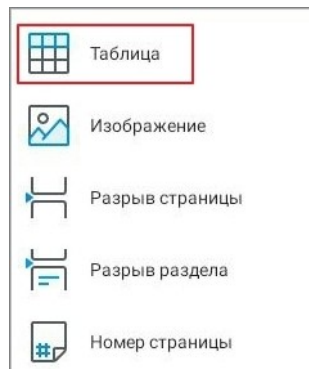 Таблица
Изображение
Разрыв страницы
Разрыв раздела
Номер страницы